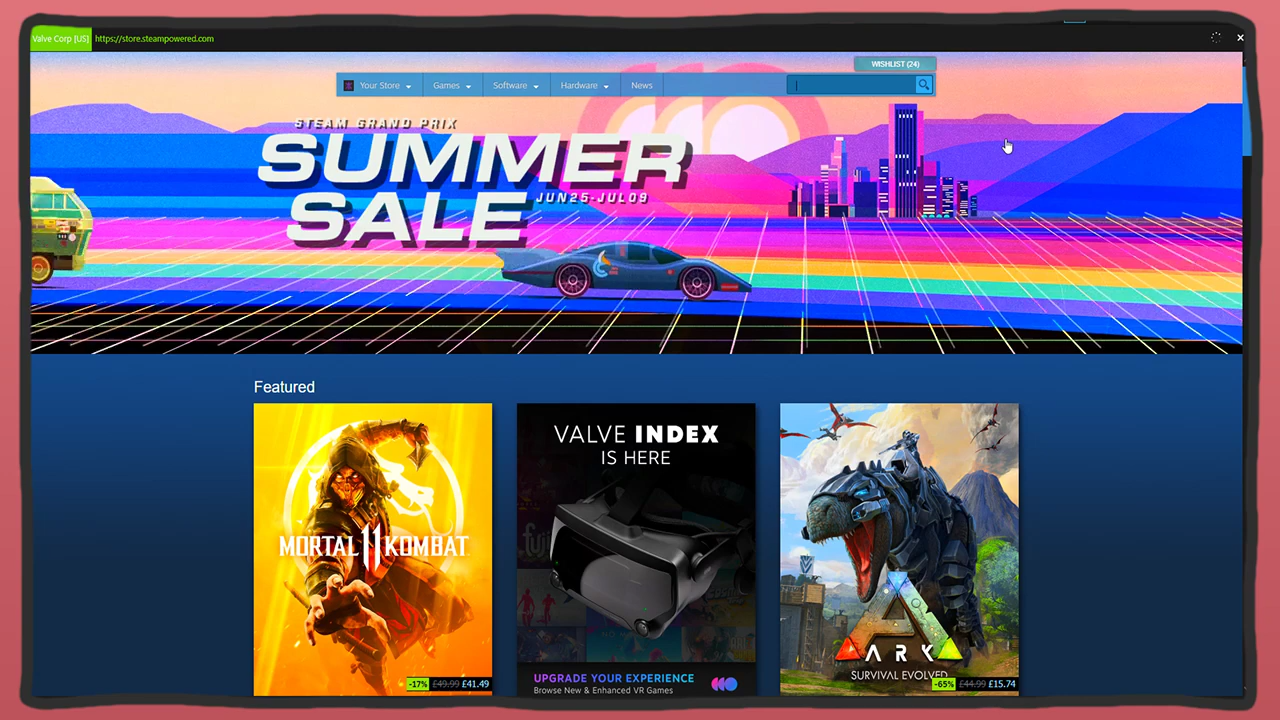 Valve Corp [US] https://store.steampowered.com
WISHLIST (24)
Your Store Games Software Hardware News
STEAM GRAND PRIX
SUMMER
SALE
JUN25-JUL09
Featured
MORTAL 11 KOMBAT
-17% £49.99 £41.49
VALVE INDEX
IS HERE
UPGRADE YOUR EXPERIENCE
Browse New & Enhanced VR Games
ARK
SURVIVAL EVOLVED
-65% £44.99 £15.74